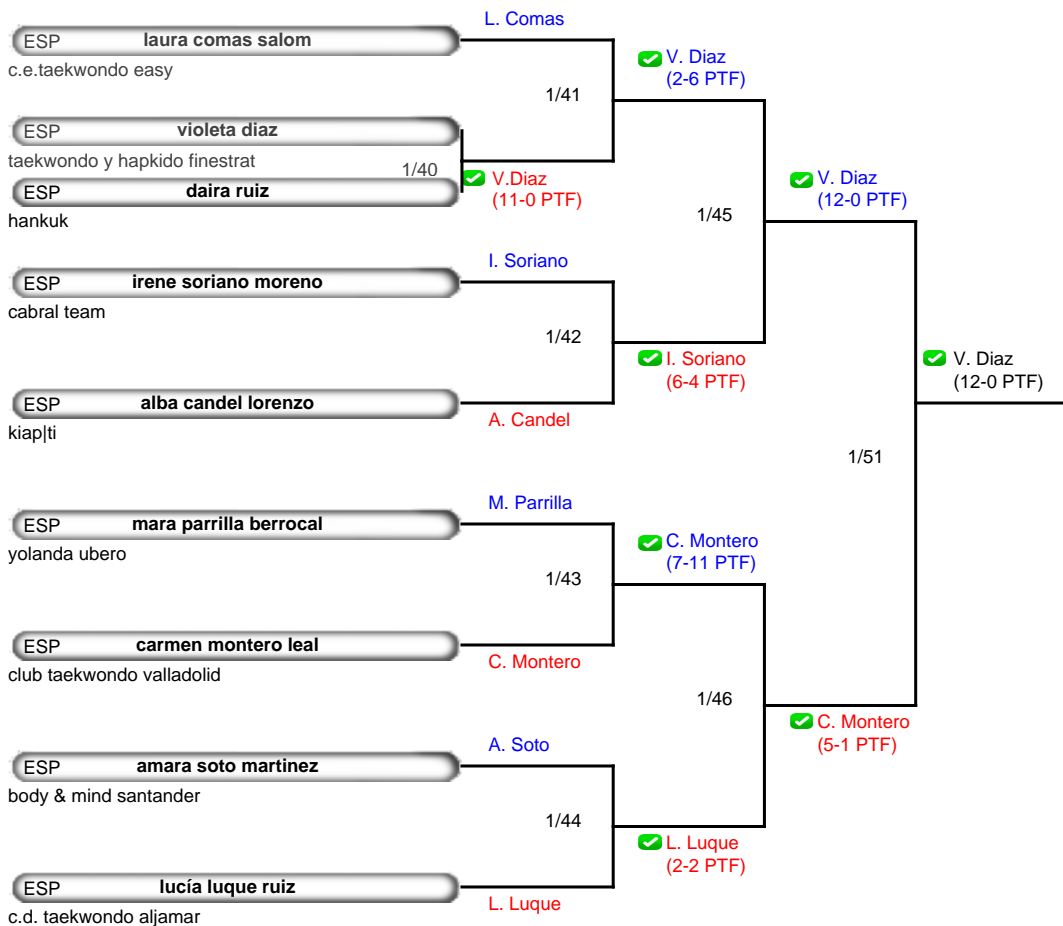 L. Comas
ESP laura comas salom
c.e.taekwondo easy
V. Diaz
(2-6 PTF)
1/41
ESP violeta diaz
taekwondo y hapkido finestrat
1/40
V.Diaz
(11-0 PTF)
ESP daira ruiz
hankuk
V. Diaz
(12-0 PTF)
1/45
I. Soriano
ESP irene soriano moreno
cabral team
1/42
I. Soriano
(6-4 PTF)
V. Diaz
(12-0 PTF)
ESP alba candel lorenzo
kiap|ti
A. Candel
1/51
M. Parrilla
ESP mara parrilla berrocal
yolanda ubero
C. Montero
(7-11 PTF)
1/43
ESP carmen montero leal
club taekwondo valladolid
C. Montero
1/46
C. Montero
(5-1 PTF)
A. Soto
ESP amara soto martinez
body & mind santander
1/44
L. Luque
(2-2 PTF)
ESP lucía luque ruiz
c.d. taekwondo aljamar
L. Luque